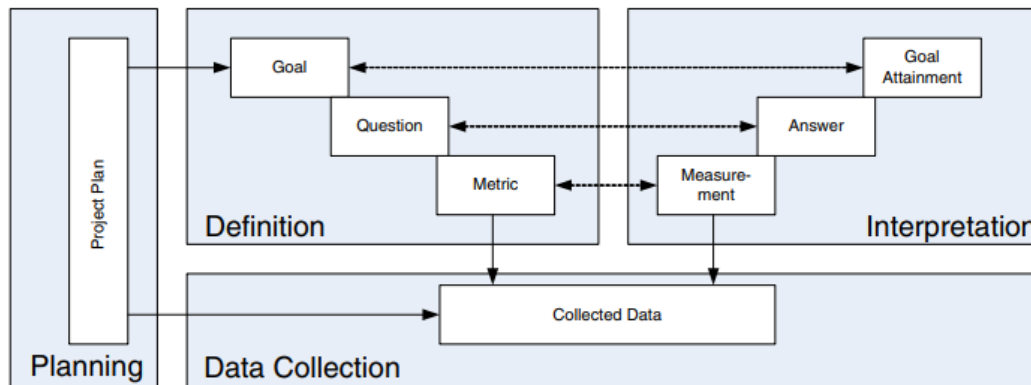 Project Plan
Planning
Goal
Question
Metric
Definition
Goal
Attainment
Answer
Measure-
ment
Interpretation
Collected Data
Data Collection